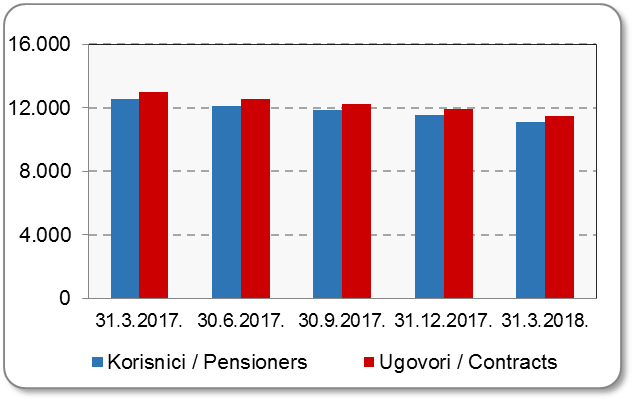 16.000
12.000
8.000
4.000
0
31.3.2017. 30.6.2017. 30.9.2017. 31.12.2017. 31.3.2018.
Korisnici / Pensioners Ugovori / Contracts